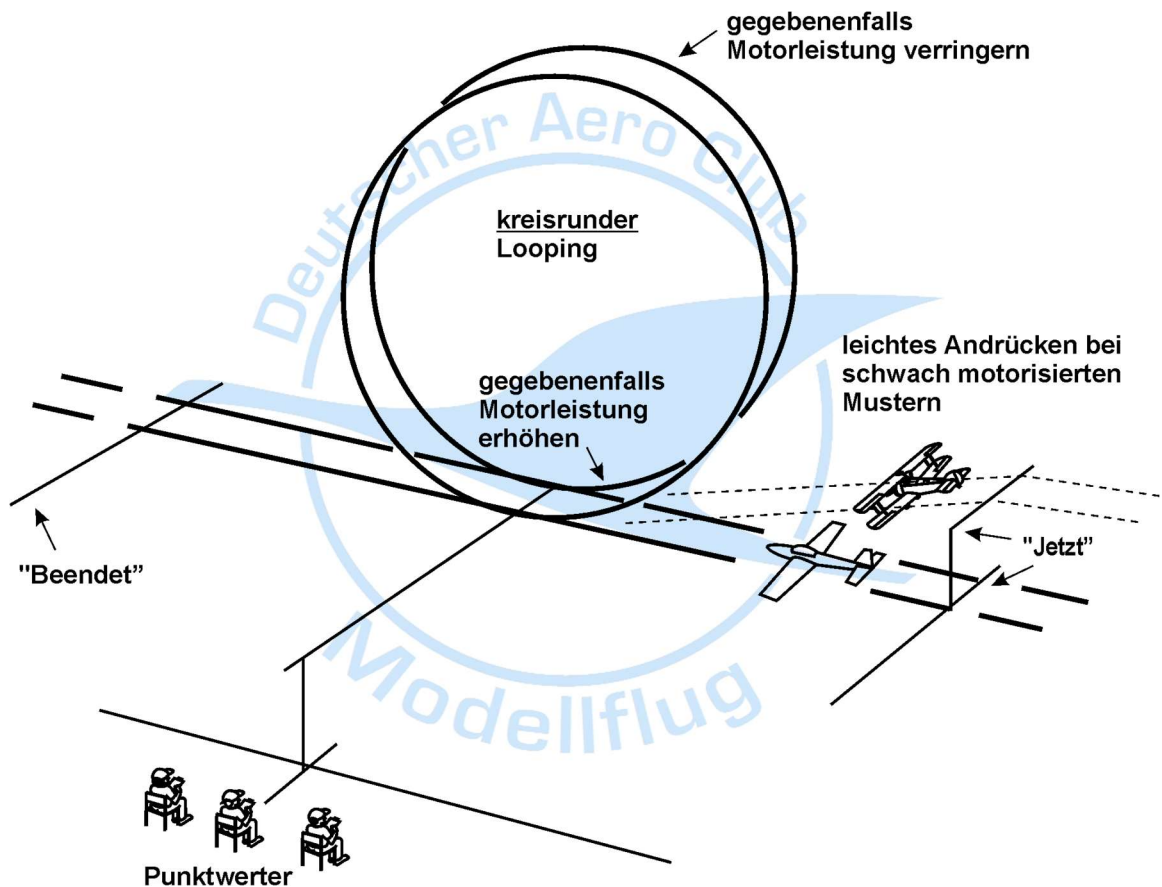 gegebenenfalls
Motorleistung verringern
Deutscher Aero Club
kreisrunder
Looping
leichtes Andrücken bei
schwach motorisierten
Mustern
gegebenenfalls
Motorleistung
erhöhen
"Beendet”
"Jetzt”
Modellflug
Punktwerter